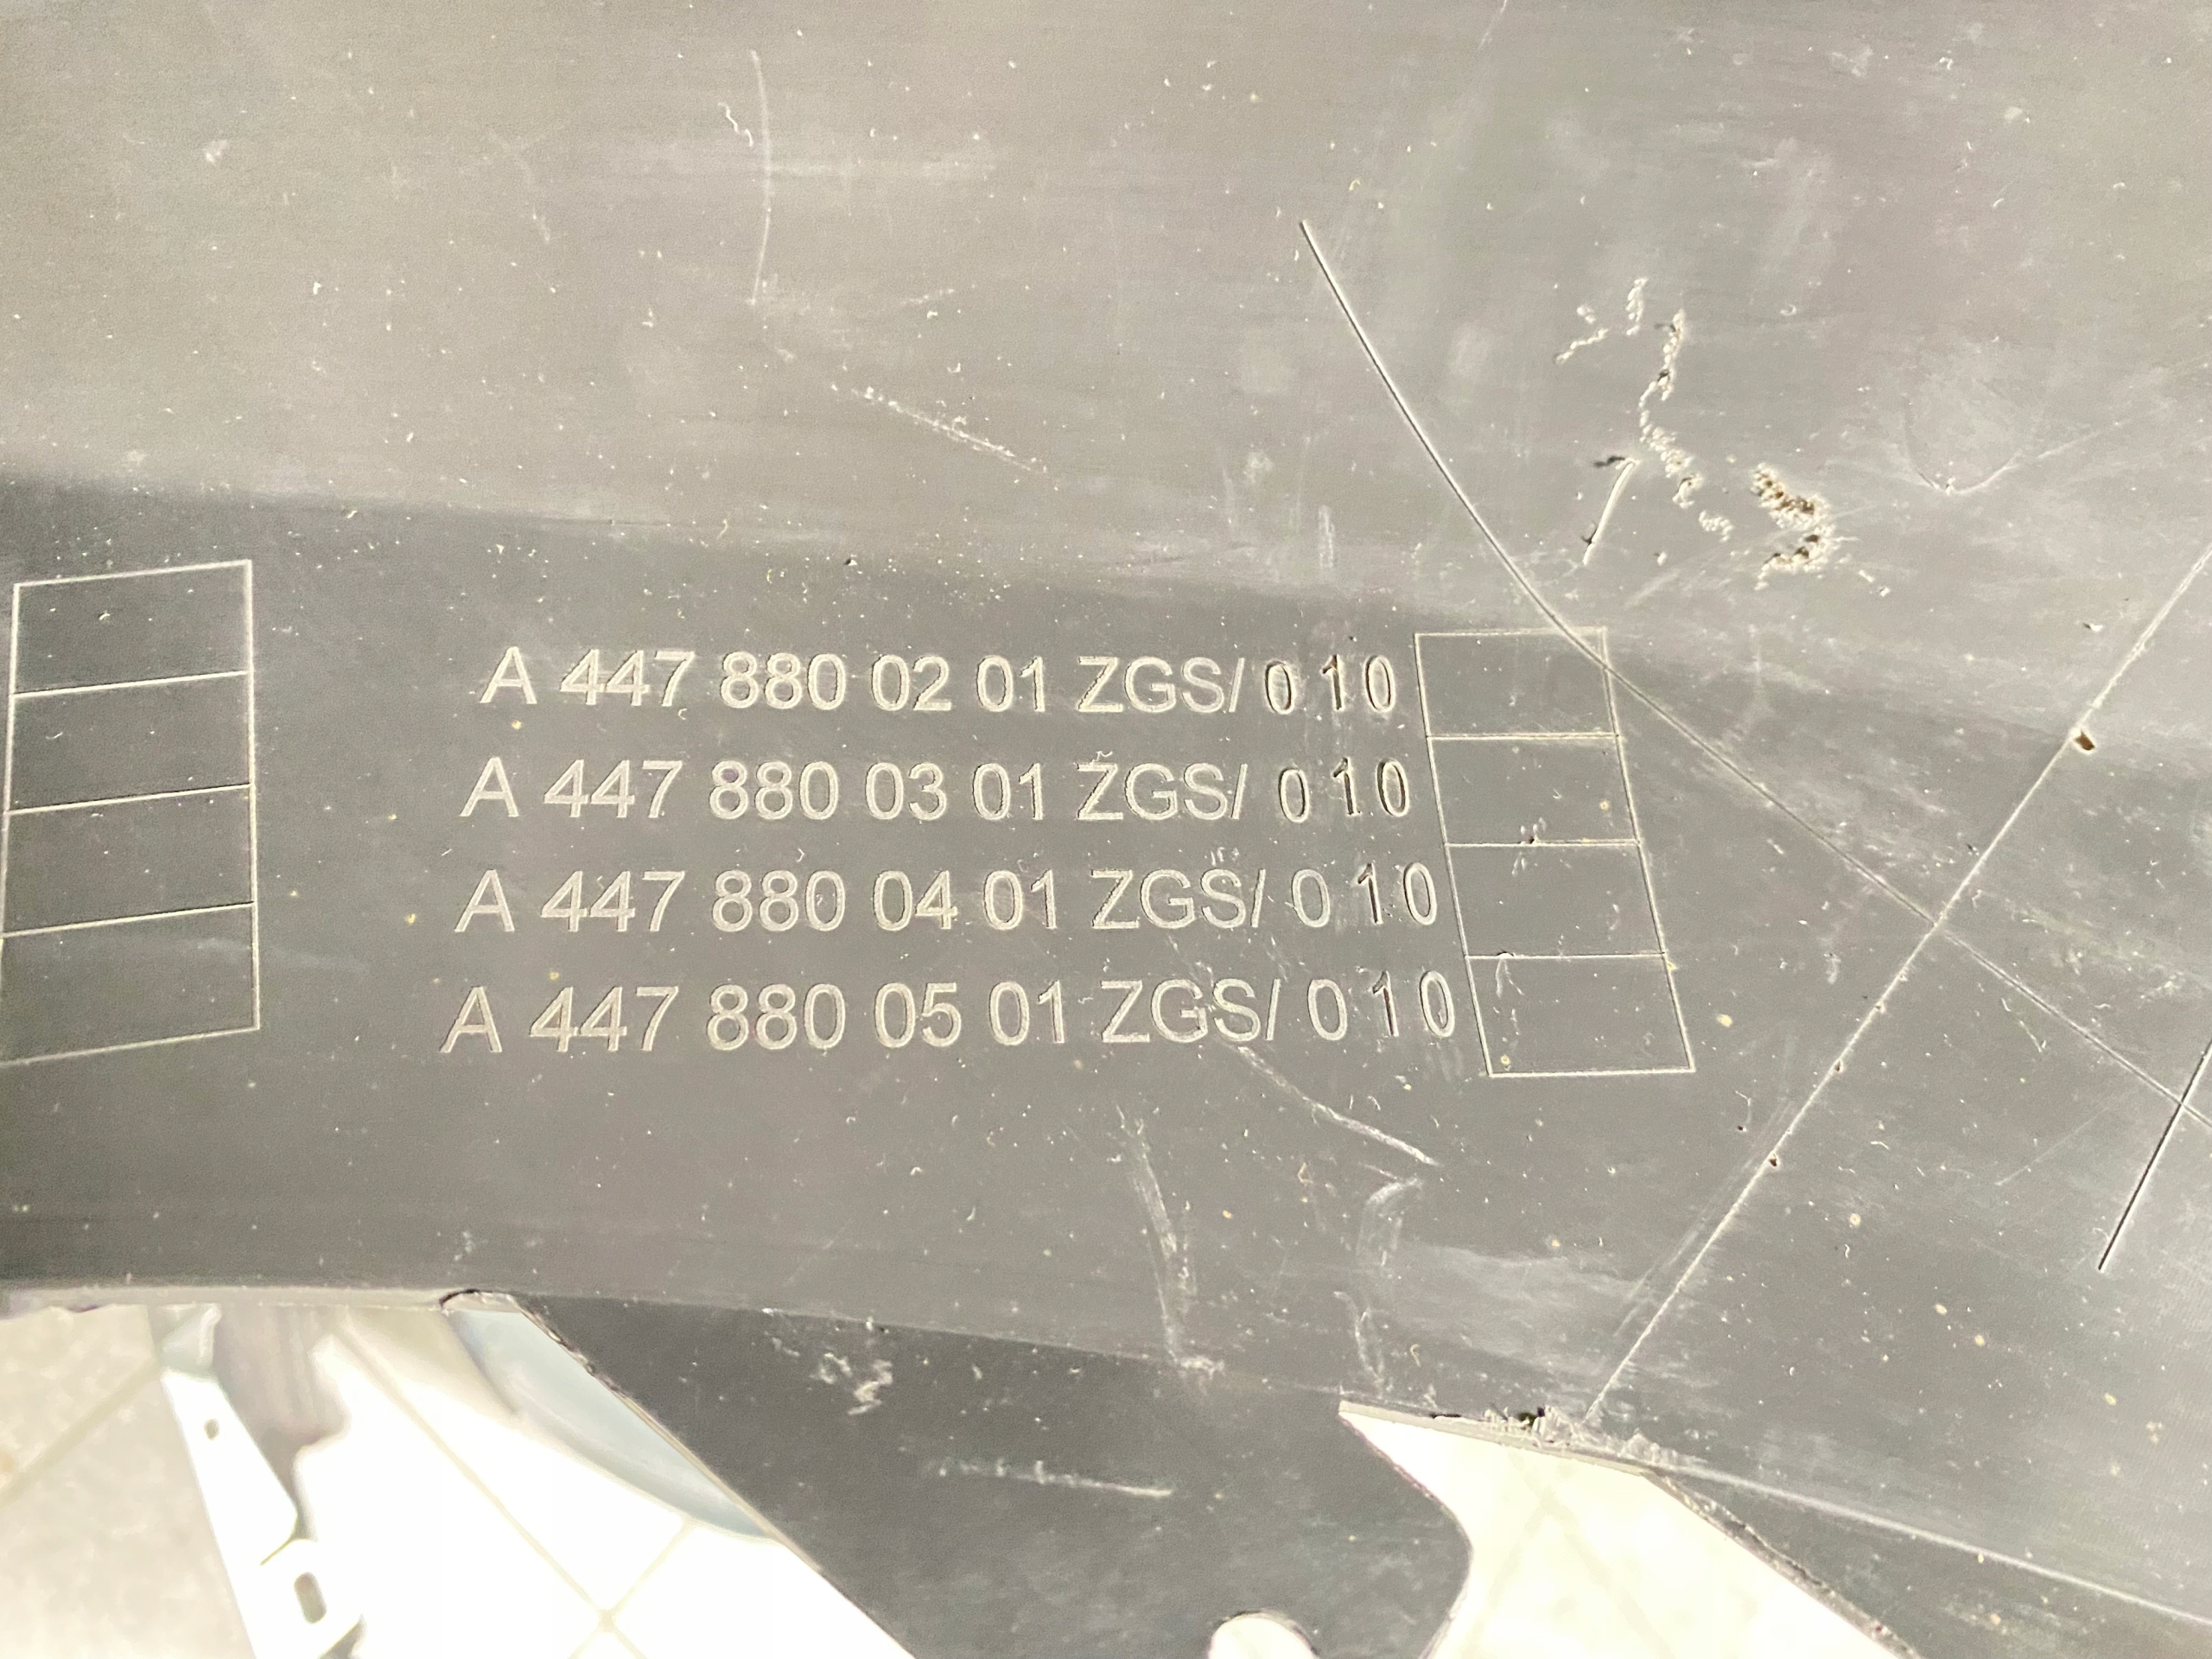 A 447 880 02 01 ZGS/ 0 1 0
A 447 880 03 01 ZGS/ 0 1 0
A 447 880 04 01 ZGS/ 0 1 0
A 447 880 05 01 ZGS/ 0 1 0